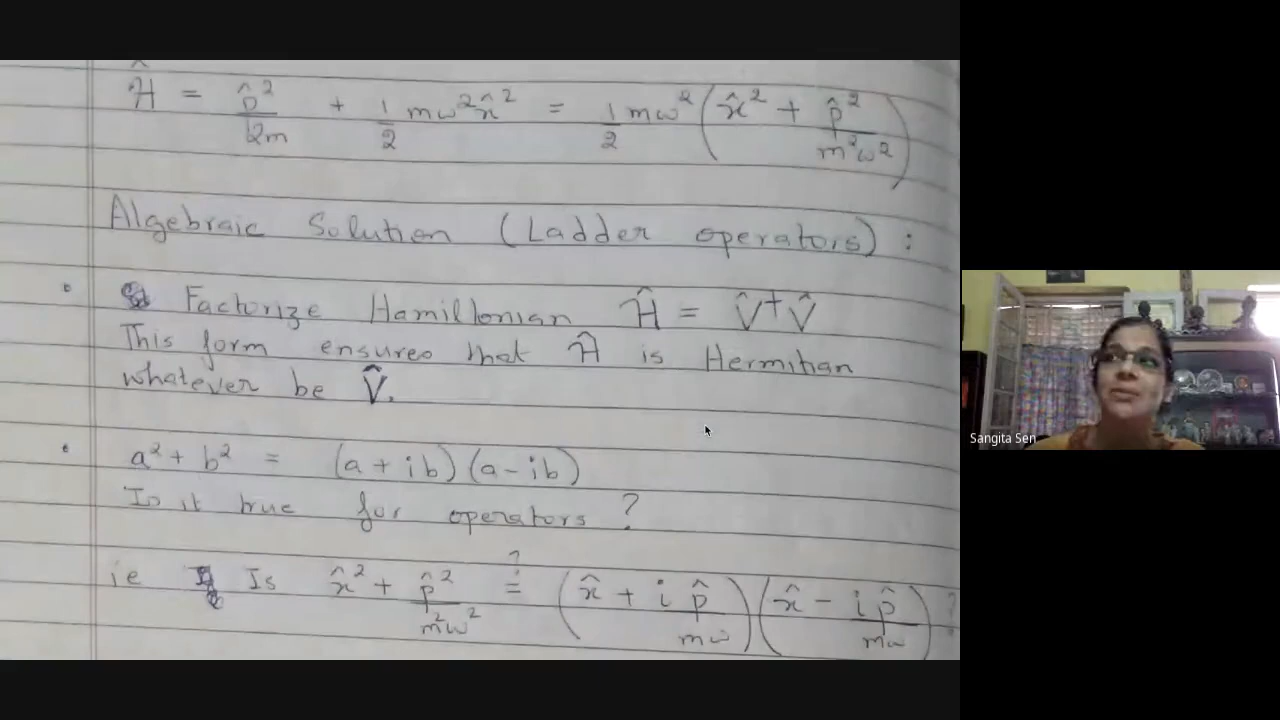 Ĥ = p̂²/2m + 1/2 mω²x̂² = 1/2 mω² (x̂² + p̂²/m²ω²)
Algebraic Solution (Ladder operators) :
• Factorize Hamiltonian Ĥ = V̂†V̂
This form ensures that Ĥ is Hermitian
whatever be V̂.
• a² + b² = (a + ib)(a - ib)
Is it true for operators ?
ie Is x̂² + p̂²/m²ω² ≟ (x̂ + i p̂/mω)(x̂ - i p̂/mω) ?
Sangita Sen